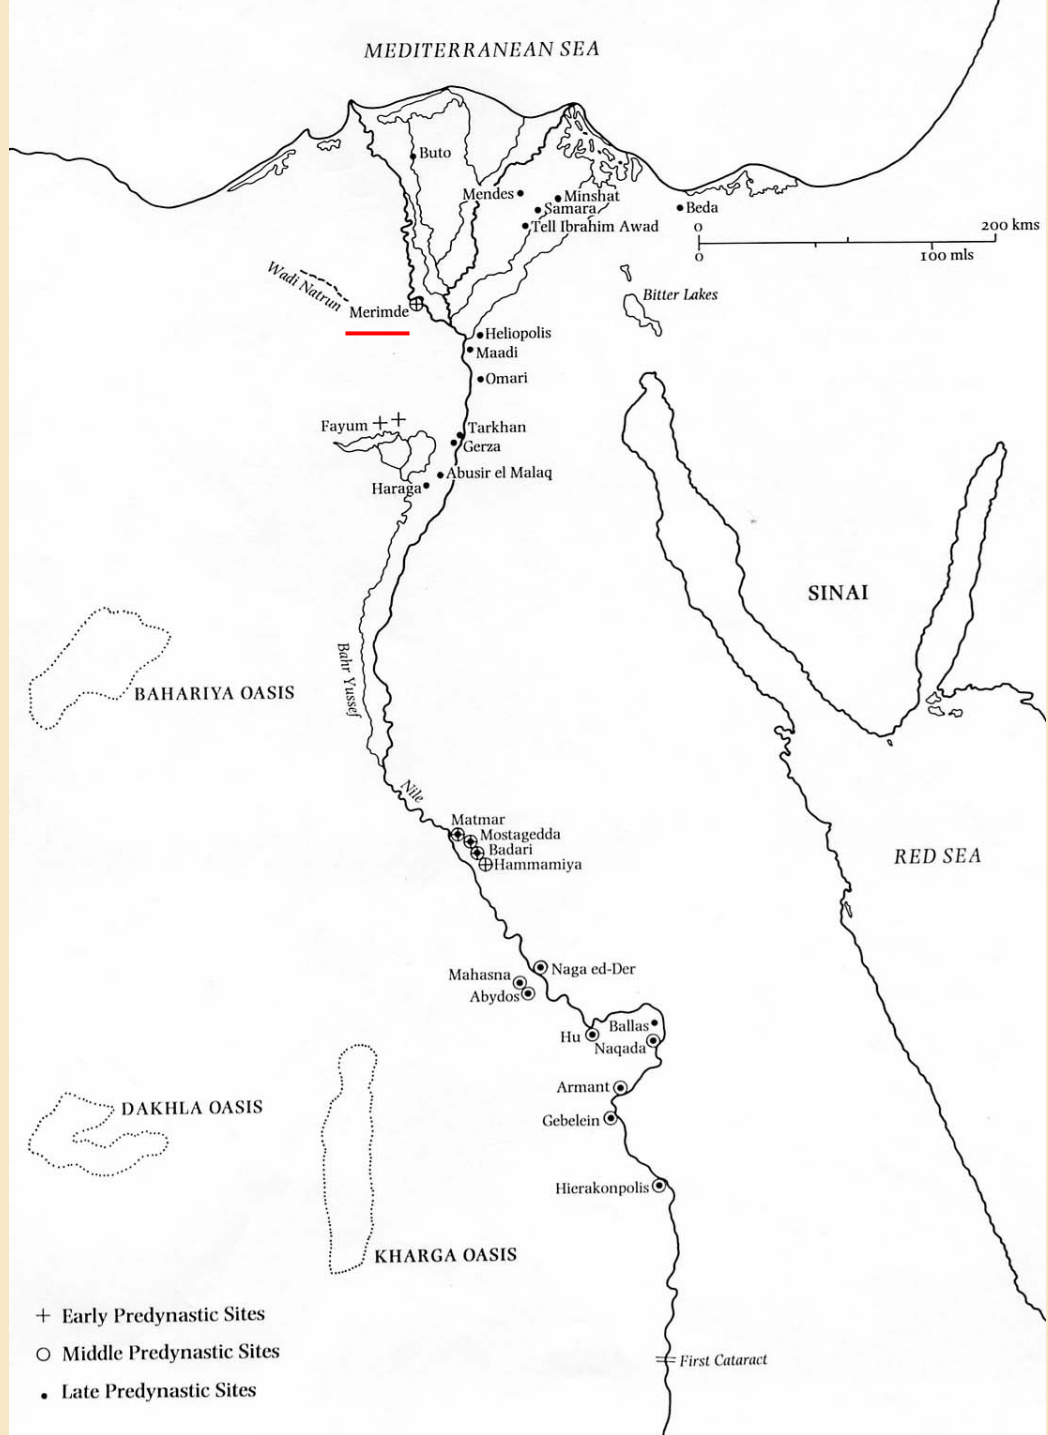 MEDITERRANEAN SEA
Buto
Mendes
Minshat
Samara
Beda
Tell Ibrahim Awad
0
200 kms
0
100 mls
Wadi Natrun
Bitter Lakes
Merimde
Heliopolis
Maadi
Omari
Fayum
Tarkhan
Gerza
Abusir el Malaq
Haraga
SINAI
Bahr Yussef
BAHARIYA OASIS
Nile
Matmar
Mostagedda
Badari
Hammamiya
RED SEA
Naga ed-Der
Mahasna
Abydos
Ballas
Hu
Naqada
Armant
DAKHLA OASIS
Gebelein
Hierakonpolis
KHARGA OASIS
+ Early Predynastic Sites
○ Middle Predynastic Sites
• Late Predynastic Sites
First Cataract